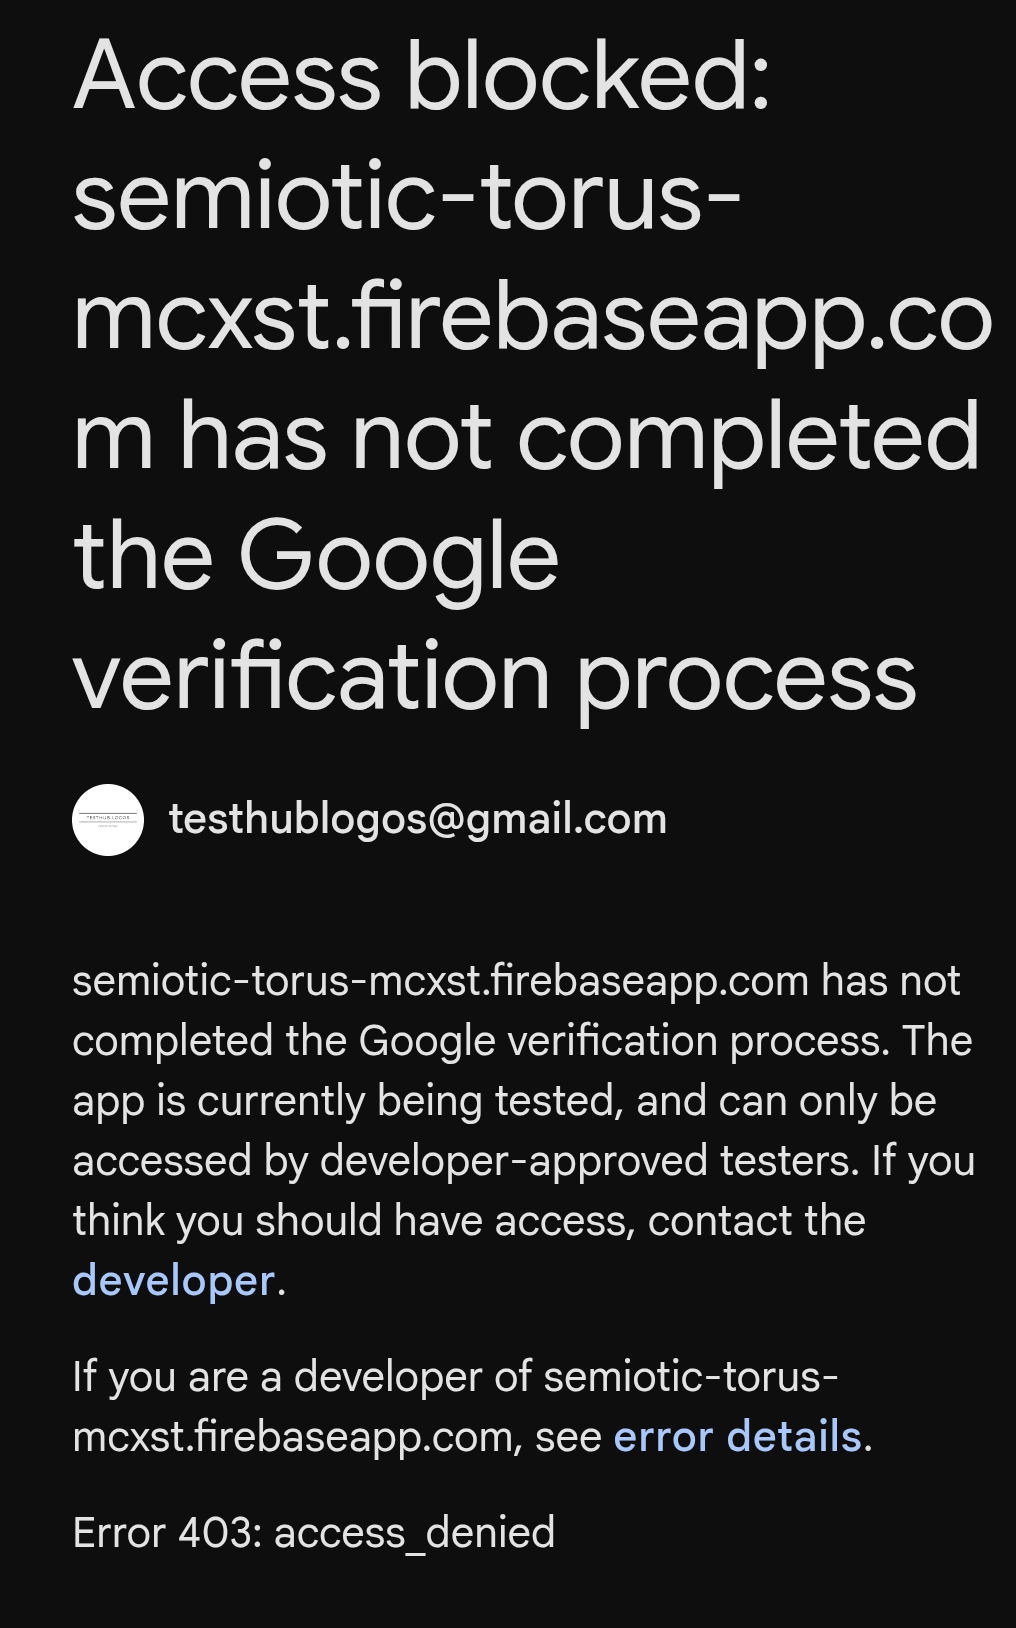 Access blocked:
semiotic-torus-
mcxst.firebaseapp.co
m has not completed
the Google
verification process
TESTHUB LOGOS
testhublogos@gmail.com
semiotic-torus-mcxst.firebaseapp.com has not
completed the Google verification process. The
app is currently being tested, and can only be
accessed by developer-approved testers. If you
think you should have access, contact the
developer.
If you are a developer of semiotic-torus-
mcxst.firebaseapp.com, see error details.
Error 403: access_denied